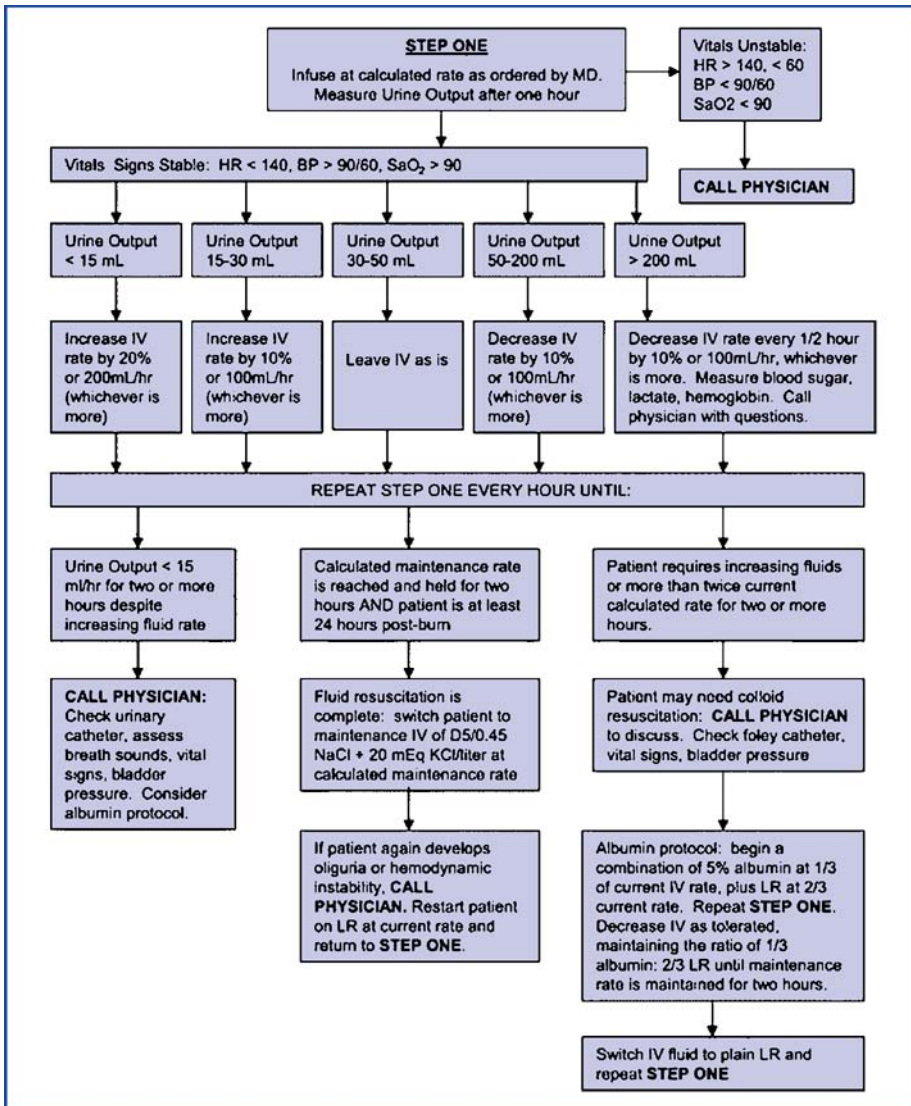 STEP ONE
Infuse at calculated rate as ordered by MD.
Measure Urine Output after one hour
Vitals Unstable:
HR > 140, < 60
BP < 90/60
SaO2 < 90
CALL PHYSICIAN
Vitals Signs Stable: HR < 140, BP > 90/60, SaO2 > 90
Urine Output
< 15 mL
Urine Output
15-30 mL
Urine Output
30-50 mL
Urine Output
50-200 mL
Urine Output
> 200 mL
Increase IV
rate by 20%
or 200mL/hr
(whichever is
more)
Increase IV
rate by 10%
or 100mL/hr
(whichever is
more)
Leave IV as is
Decrease IV
rate by 10%
or 100mL/hr
(whichever is
more)
Decrease IV rate every 1/2 hour
by 10% or 100mL/hr, whichever
is more. Measure blood sugar,
lactate, hemoglobin. Call
physician with questions.
REPEAT STEP ONE EVERY HOUR UNTIL:
Urine Output < 15
ml/hr for two or more
hours despite
increasing fluid rate
Calculated maintenance rate
is reached and held for two
hours AND patient is at least
24 hours post-burn
Patient requires increasing fluids
or more than twice current
calculated rate for two or more
hours.
CALL PHYSICIAN:
Check urinary
catheter, assess
breath sounds, vital
signs, bladder
pressure. Consider
albumin protocol.
Fluid resuscitation is
complete: switch patient to
maintenance IV of D5/0.45
NaCl + 20 mEq KCl/liter at
calculated maintenance rate
Patient may need colloid
resuscitation: CALL PHYSICIAN
to discuss. Check foley catheter,
vital signs, bladder pressure
If patient again develops
oliguria or hemodynamic
instability, CALL
PHYSICIAN. Restart patient
on LR at current rate and
return to STEP ONE.
Albumin protocol: begin a
combination of 5% albumin at 1/3
of current IV rate, plus LR at 2/3
current rate. Repeat STEP ONE.
Decrease IV as tolerated,
maintaining the ratio of 1/3
albumin: 2/3 LR until maintenance
rate is maintained for two hours.
Switch IV fluid to plain LR and
repeat STEP ONE